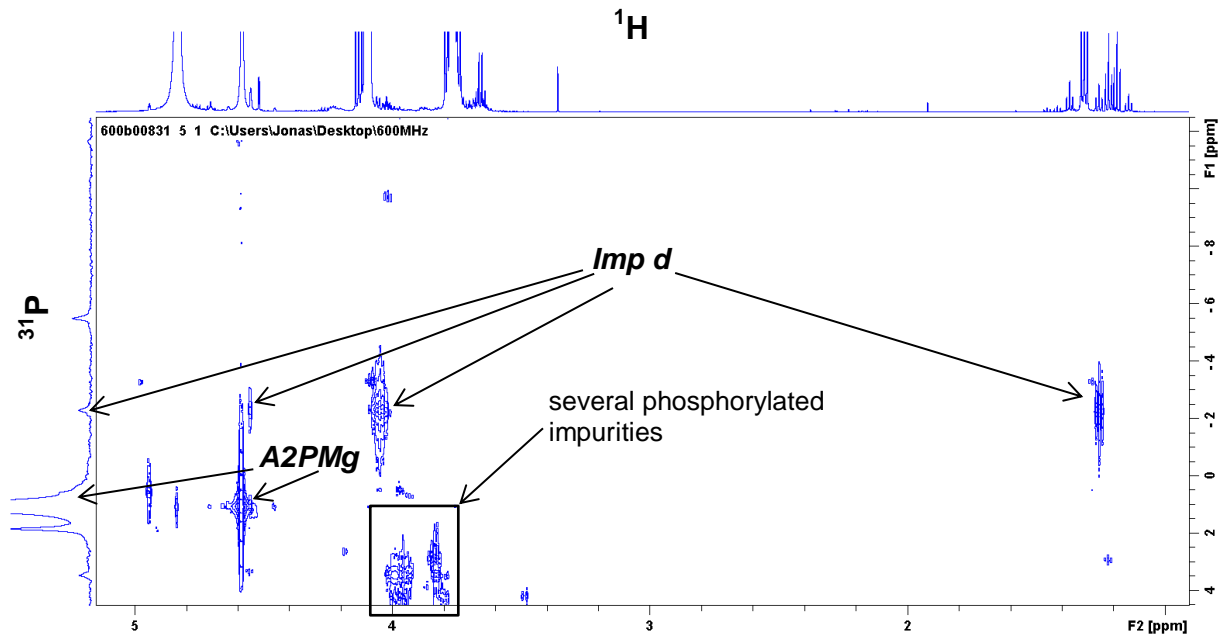 ¹H
600b00831 5 1 C:\Users\Jonas\Desktop\600MHz
F1 [ppm]
Imp d
- 8
- 6
³¹P
- 4
several phosphorylated
impurities
- 2
A2PMg
0
2
4
5
4
3
2
F2 [ppm]